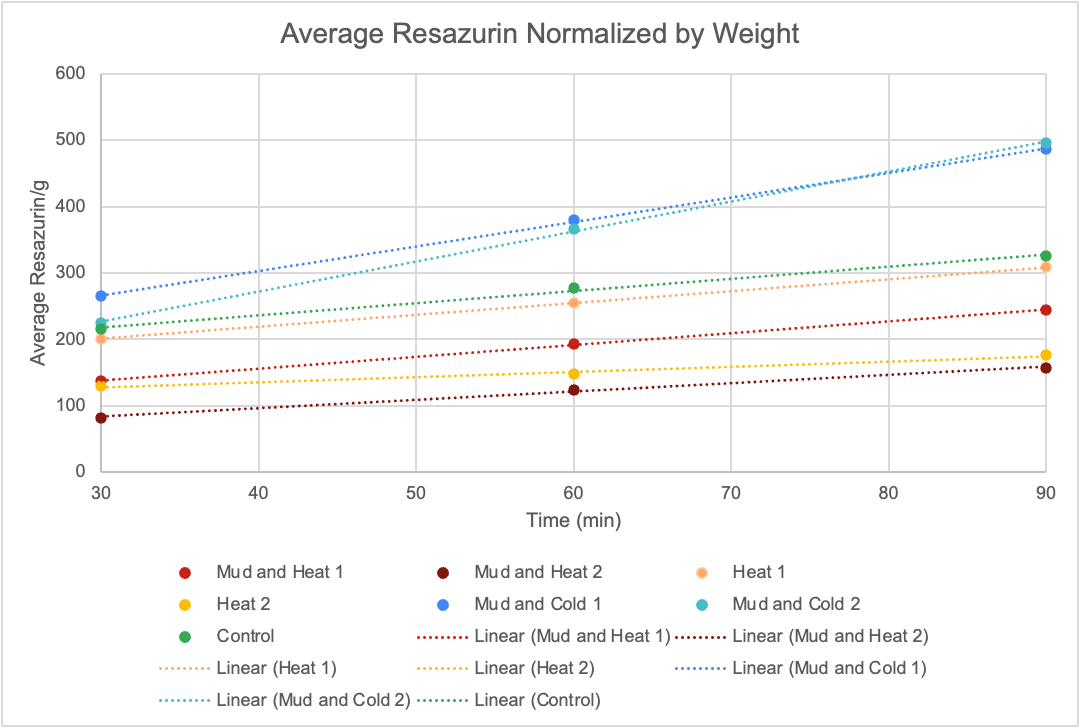 Average Resazurin Normalized by Weight
600
500
400
300
200
100
0
Average Resazurin/g
30 40 50 60 70 80 90
Time (min)
Mud and Heat 1 Mud and Heat 2 Heat 1
Heat 2 Mud and Cold 1 Mud and Cold 2
Control Linear (Mud and Heat 1) Linear (Mud and Heat 2)
Linear (Heat 1) Linear (Heat 2) Linear (Mud and Cold 1)
Linear (Mud and Cold 2) Linear (Control)